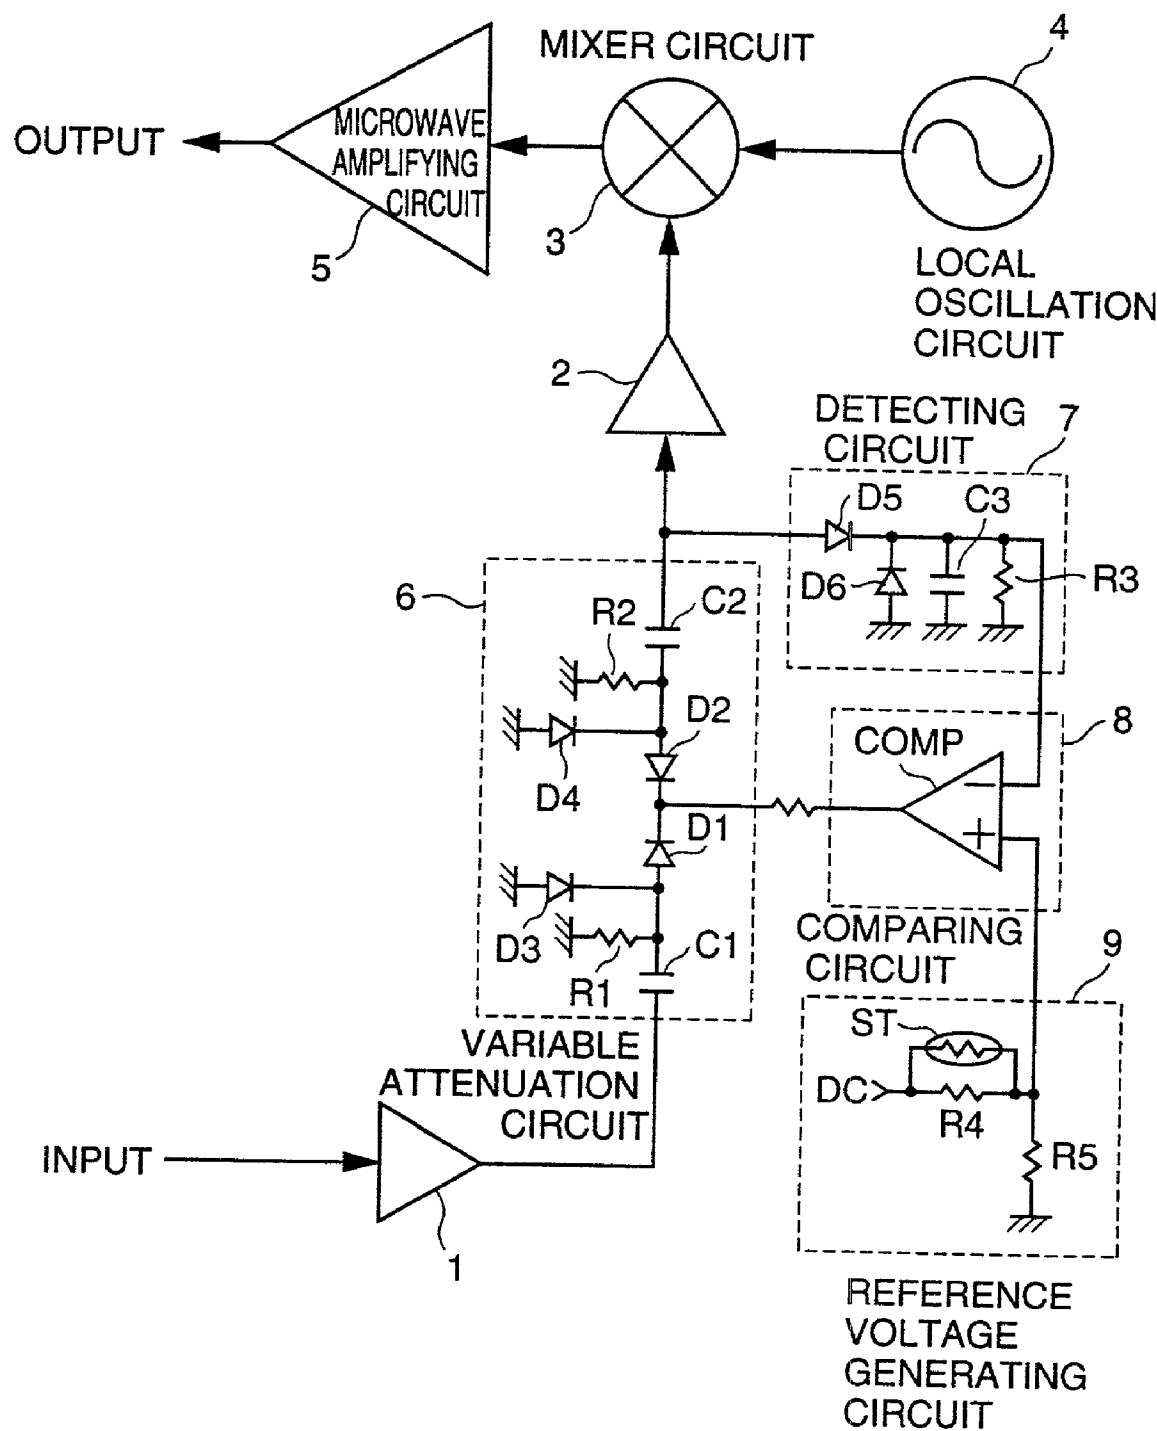 4
MIXER CIRCUIT
OUTPUT
MICROWAVE
AMPLIFYING
CIRCUIT
5
3
LOCAL
OSCILLATION
CIRCUIT
2
DETECTING
CIRCUIT
7
D5
C3
D6
R3
6
R2
C2
D2
D4
D1
D3
R1
C1
VARIABLE
ATTENUATION
CIRCUIT
COMP
8
−
+
COMPARING
CIRCUIT
9
ST
DC
R4
R5
INPUT
1
REFERENCE
VOLTAGE
GENERATING
CIRCUIT